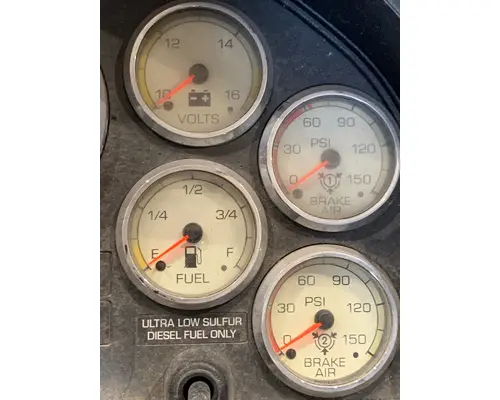 12 14
10 16
VOLTS
60 90
30 PSI 120
0 1 150
BRAKE
AIR
1/2
1/4 3/4
E F
FUEL
60 90
PSI
30 120
0 2 150
BRAKE
AIR
ULTRA LOW SULFUR
DIESEL FUEL ONLY